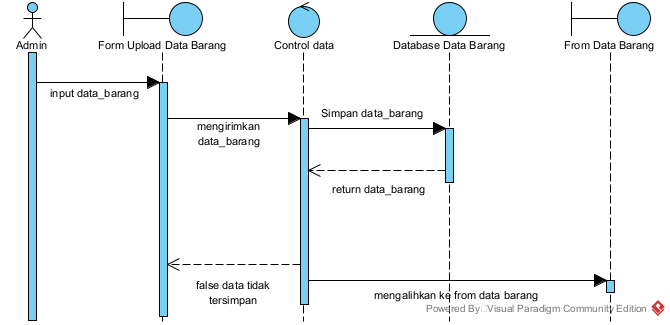 Admin
Form Upload Data Barang
Control data
Database Data Barang
From Data Barang
input data_barang
mengirimkan
data_barang
Simpan data_barang
return data_barang
false data tidak
tersimpan
mengalihkan ke from data barang
Powered By Visual Paradigm Community Edition